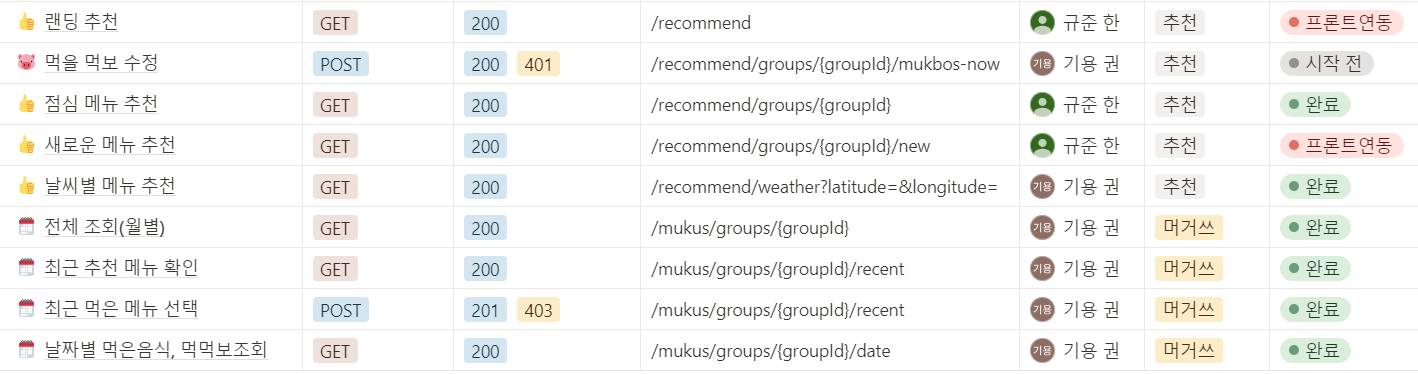 랜딩 추천 GET 200 /recommend 규준 한 추천 프론트연동
먹을 먹보 수정 POST 200 401 /recommend/groups/{groupId}/mukbos-now 기용 기용 권 추천 시작 전
점심 메뉴 추천 GET 200 /recommend/groups/{groupId} 규준 한 추천 완료
새로운 메뉴 추천 GET 200 /recommend/groups/{groupId}/new 규준 한 추천 프론트연동
날씨별 메뉴 추천 GET 200 /recommend/weather?latitude=&longitude= 기용 기용 권 추천 완료
전체 조회(월별) GET 200 /mukus/groups/{groupId} 기용 기용 권 머거쓰 완료
최근 추천 메뉴 확인 GET 200 /mukus/groups/{groupId}/recent 기용 기용 권 머거쓰 완료
최근 먹은 메뉴 선택 POST 201 403 /mukus/groups/{groupId}/recent 기용 기용 권 머거쓰 완료
날짜별 먹은음식, 먹먹보조회 GET 200 /mukus/groups/{groupId}/date 기용 기용 권 머거쓰 완료